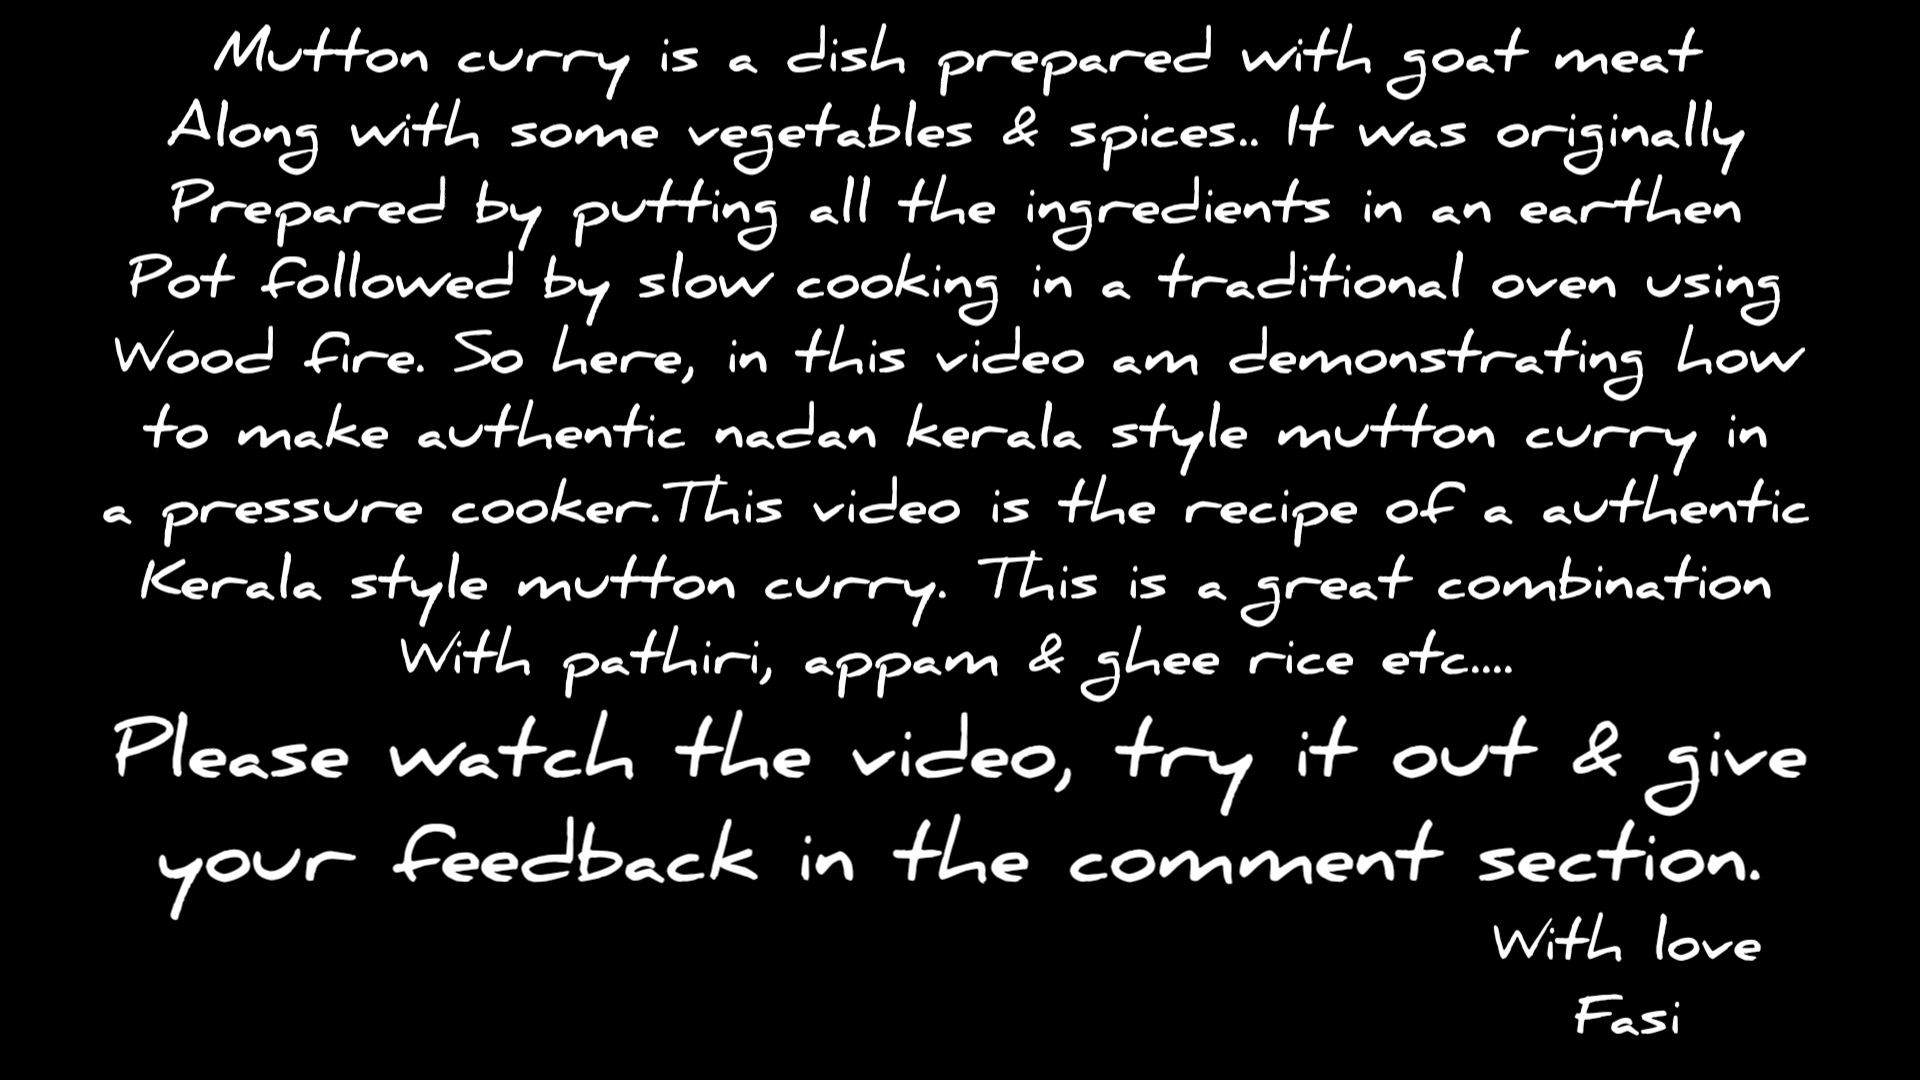 Mutton curry is a dish prepared with goat meat
Along with some vegetables & spices.. It was originally
Prepared by putting all the ingredients in an earthen
Pot followed by slow cooking in a traditional oven using
Wood fire. So here, in this video am demonstrating how
to make authentic nadan kerala style mutton curry in
a pressure cooker.This video is the recipe of a authentic
Kerala style mutton curry. This is a great combination
With pathiri, appam & ghee rice etc....
Please watch the video, try it out & give
your feedback in the comment section.
With love
Fasi